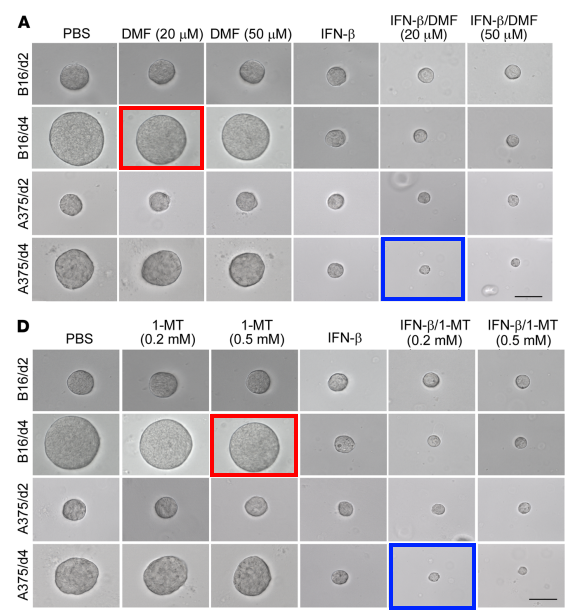 A
PBS DMF (20 μM) DMF (50 μM) IFN-β IFN-β/DMF (20 μM) IFN-β/DMF (50 μM)
B16/d2
B16/d4
A375/d2
A375/d4
D
PBS 1-MT (0.2 mM) 1-MT (0.5 mM) IFN-β IFN-β/1-MT (0.2 mM) IFN-β/1-MT (0.5 mM)
B16/d2
B16/d4
A375/d2
A375/d4